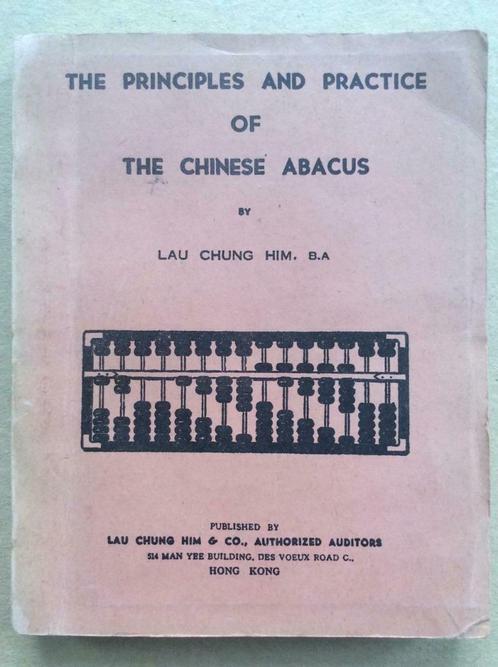 THE PRINCIPLES AND PRACTICE
OF
THE CHINESE ABACUS
BY
LAU CHUNG HIM. B.A
PUBLISHED BY
LAU CHUNG HIM & CO., AUTHORIZED AUDITORS
514 MAN YEE BUILDING, DES VOEUX ROAD C.,
HONG KONG